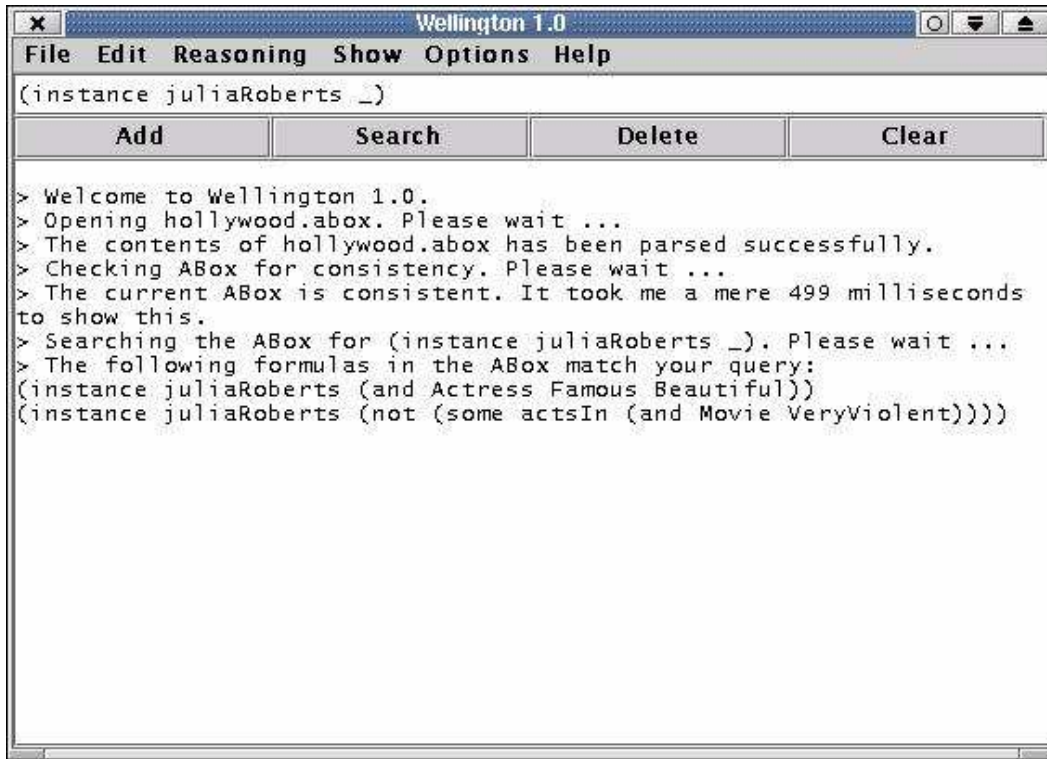 Wellington 1.0
File Edit Reasoning Show Options Help
(instance juliaRoberts _)
Add Search Delete Clear
> Welcome to Wellington 1.0.
> Opening hollywood.abox. Please wait ...
> The contents of hollywood.abox has been parsed successfully.
> Checking ABox for consistency. Please wait ...
> The current ABox is consistent. It took me a mere 499 milliseconds
to show this.
> Searching the ABox for (instance juliaRoberts _). Please wait ...
> The following formulas in the ABox match your query:
(instance juliaRoberts (and Actress Famous Beautiful))
(instance juliaRoberts (not (some actsIn (and Movie VeryViolent))))